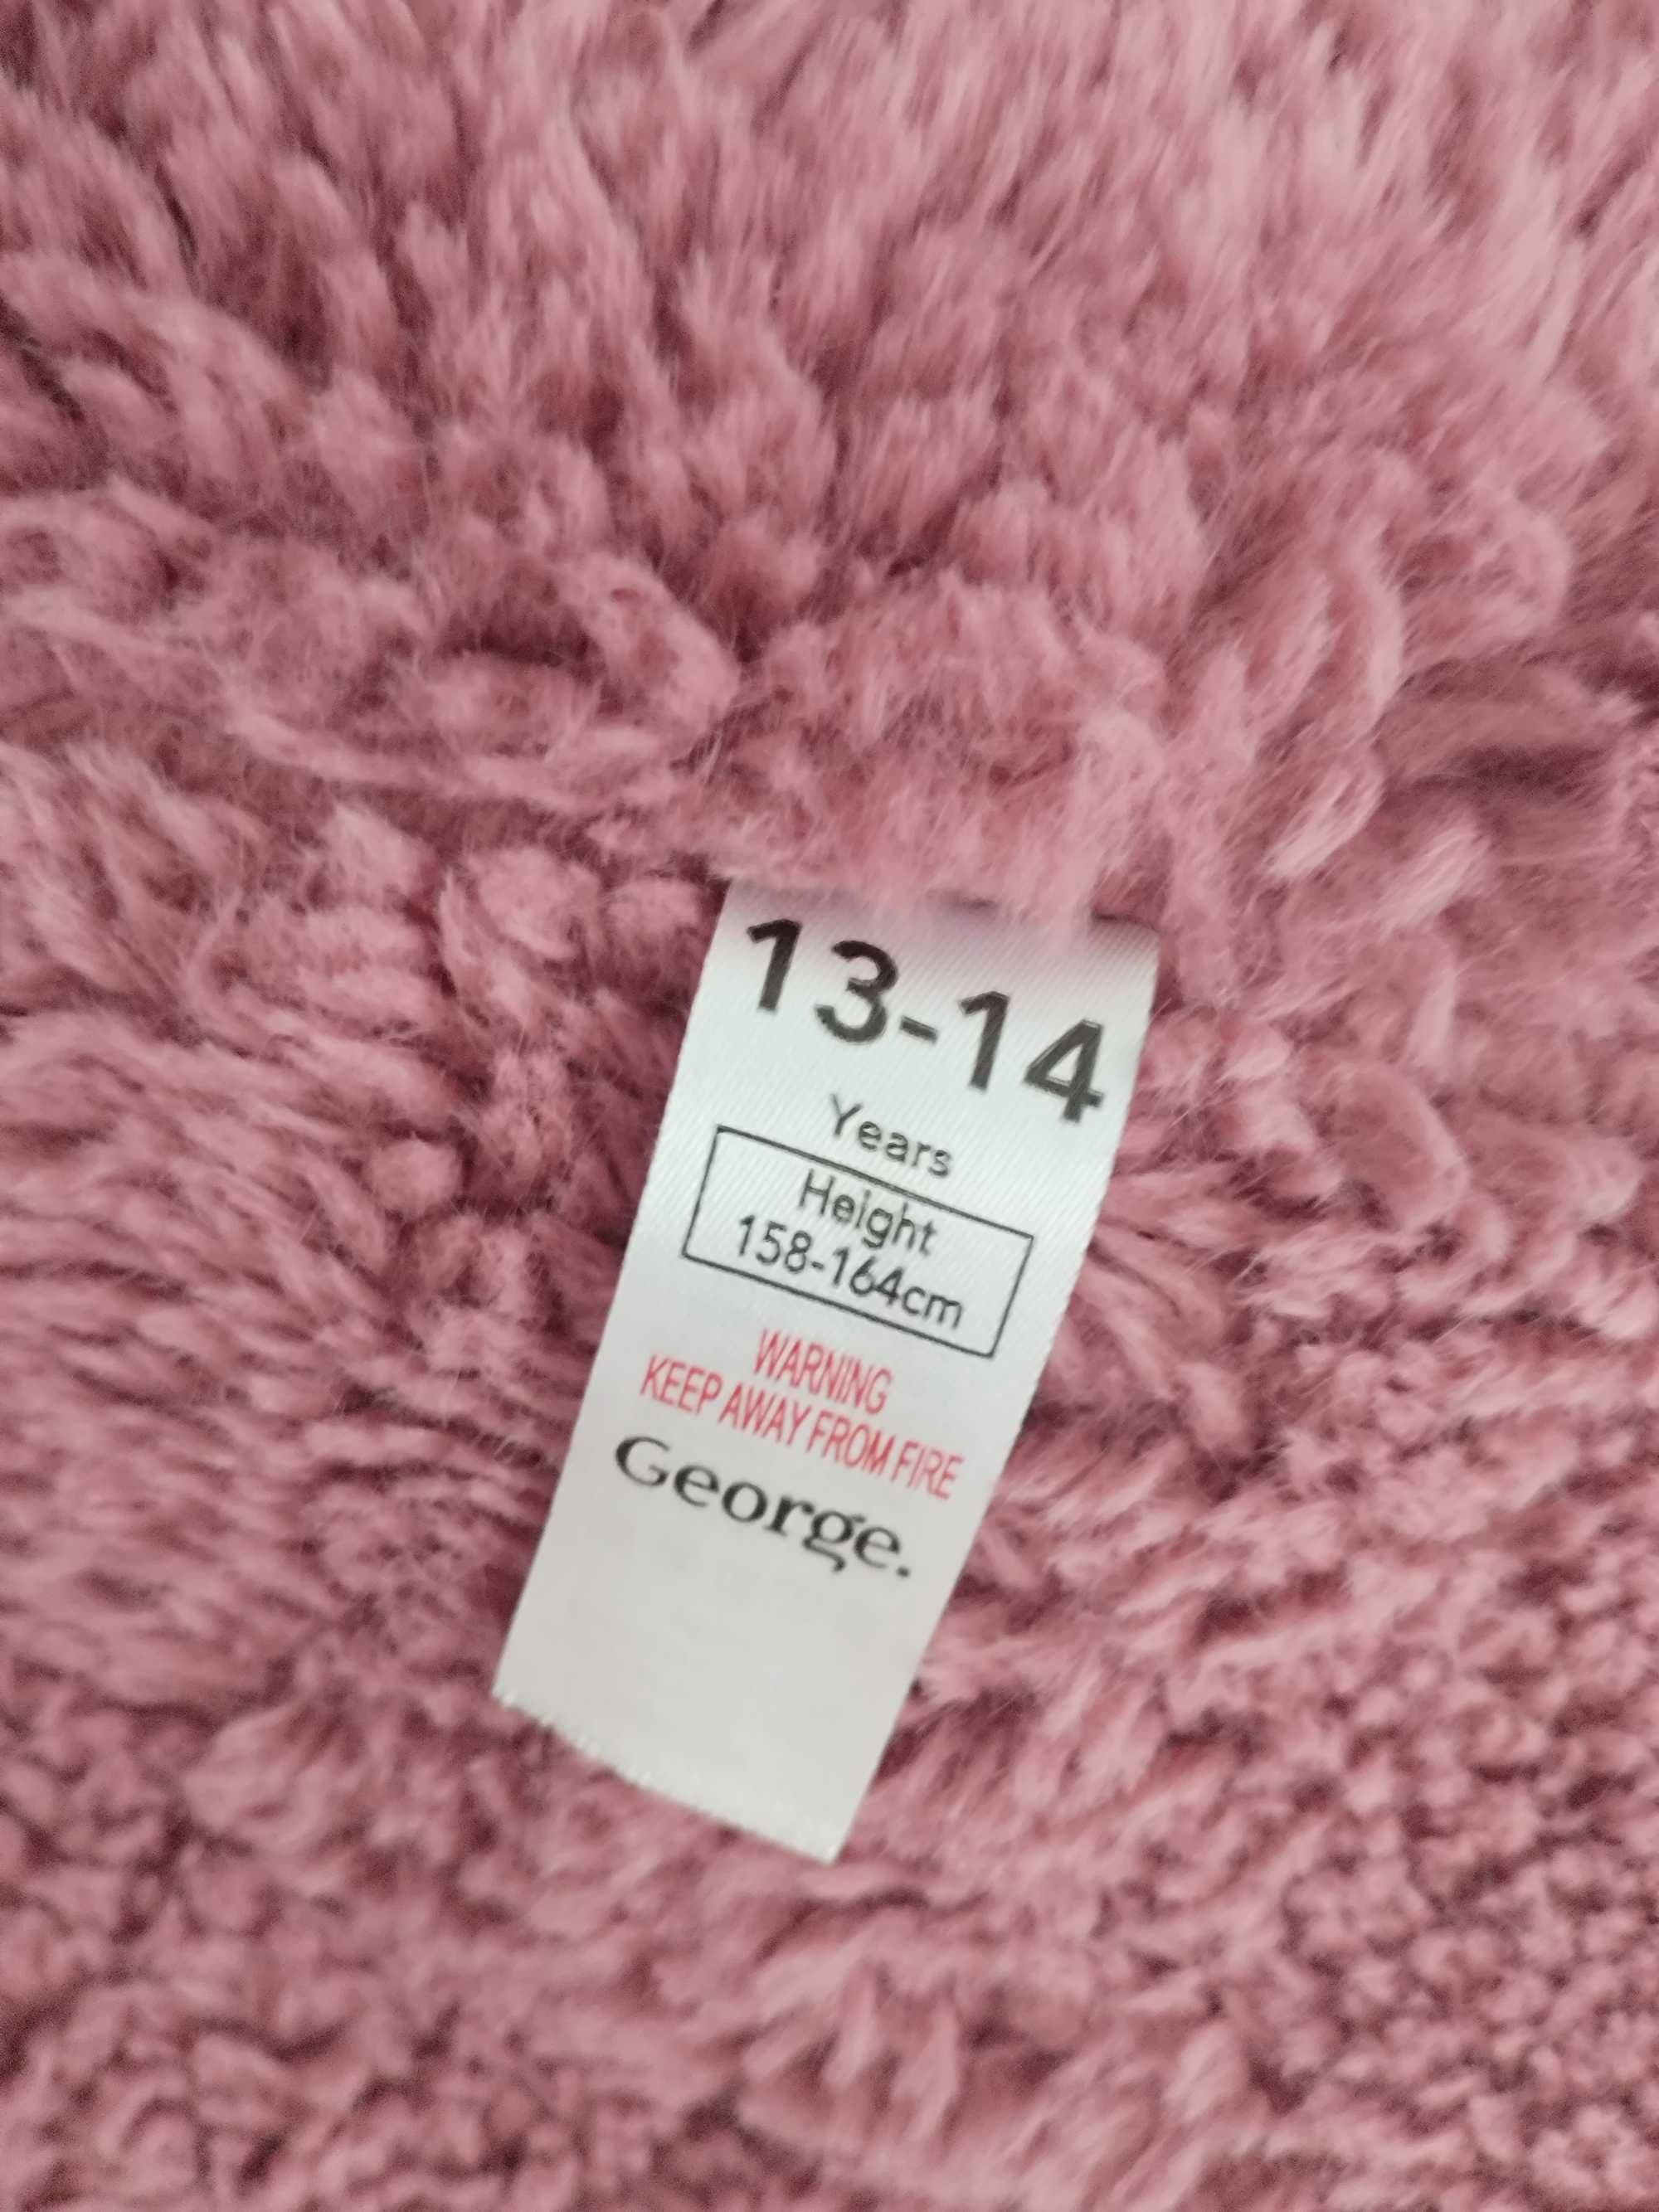 13-14
Years
Height
158-164cm
WARNING
KEEP AWAY FROM FIRE
George.